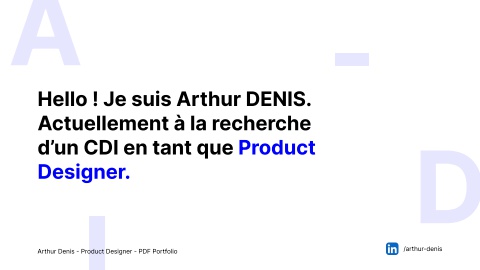 A
Hello ! Je suis Arthur DENIS.
Actuellement à la recherche
d’un CDI en tant que Product
Designer.
D
Arthur Denis - Product Designer - PDF Portfolio
in /arthur-denis